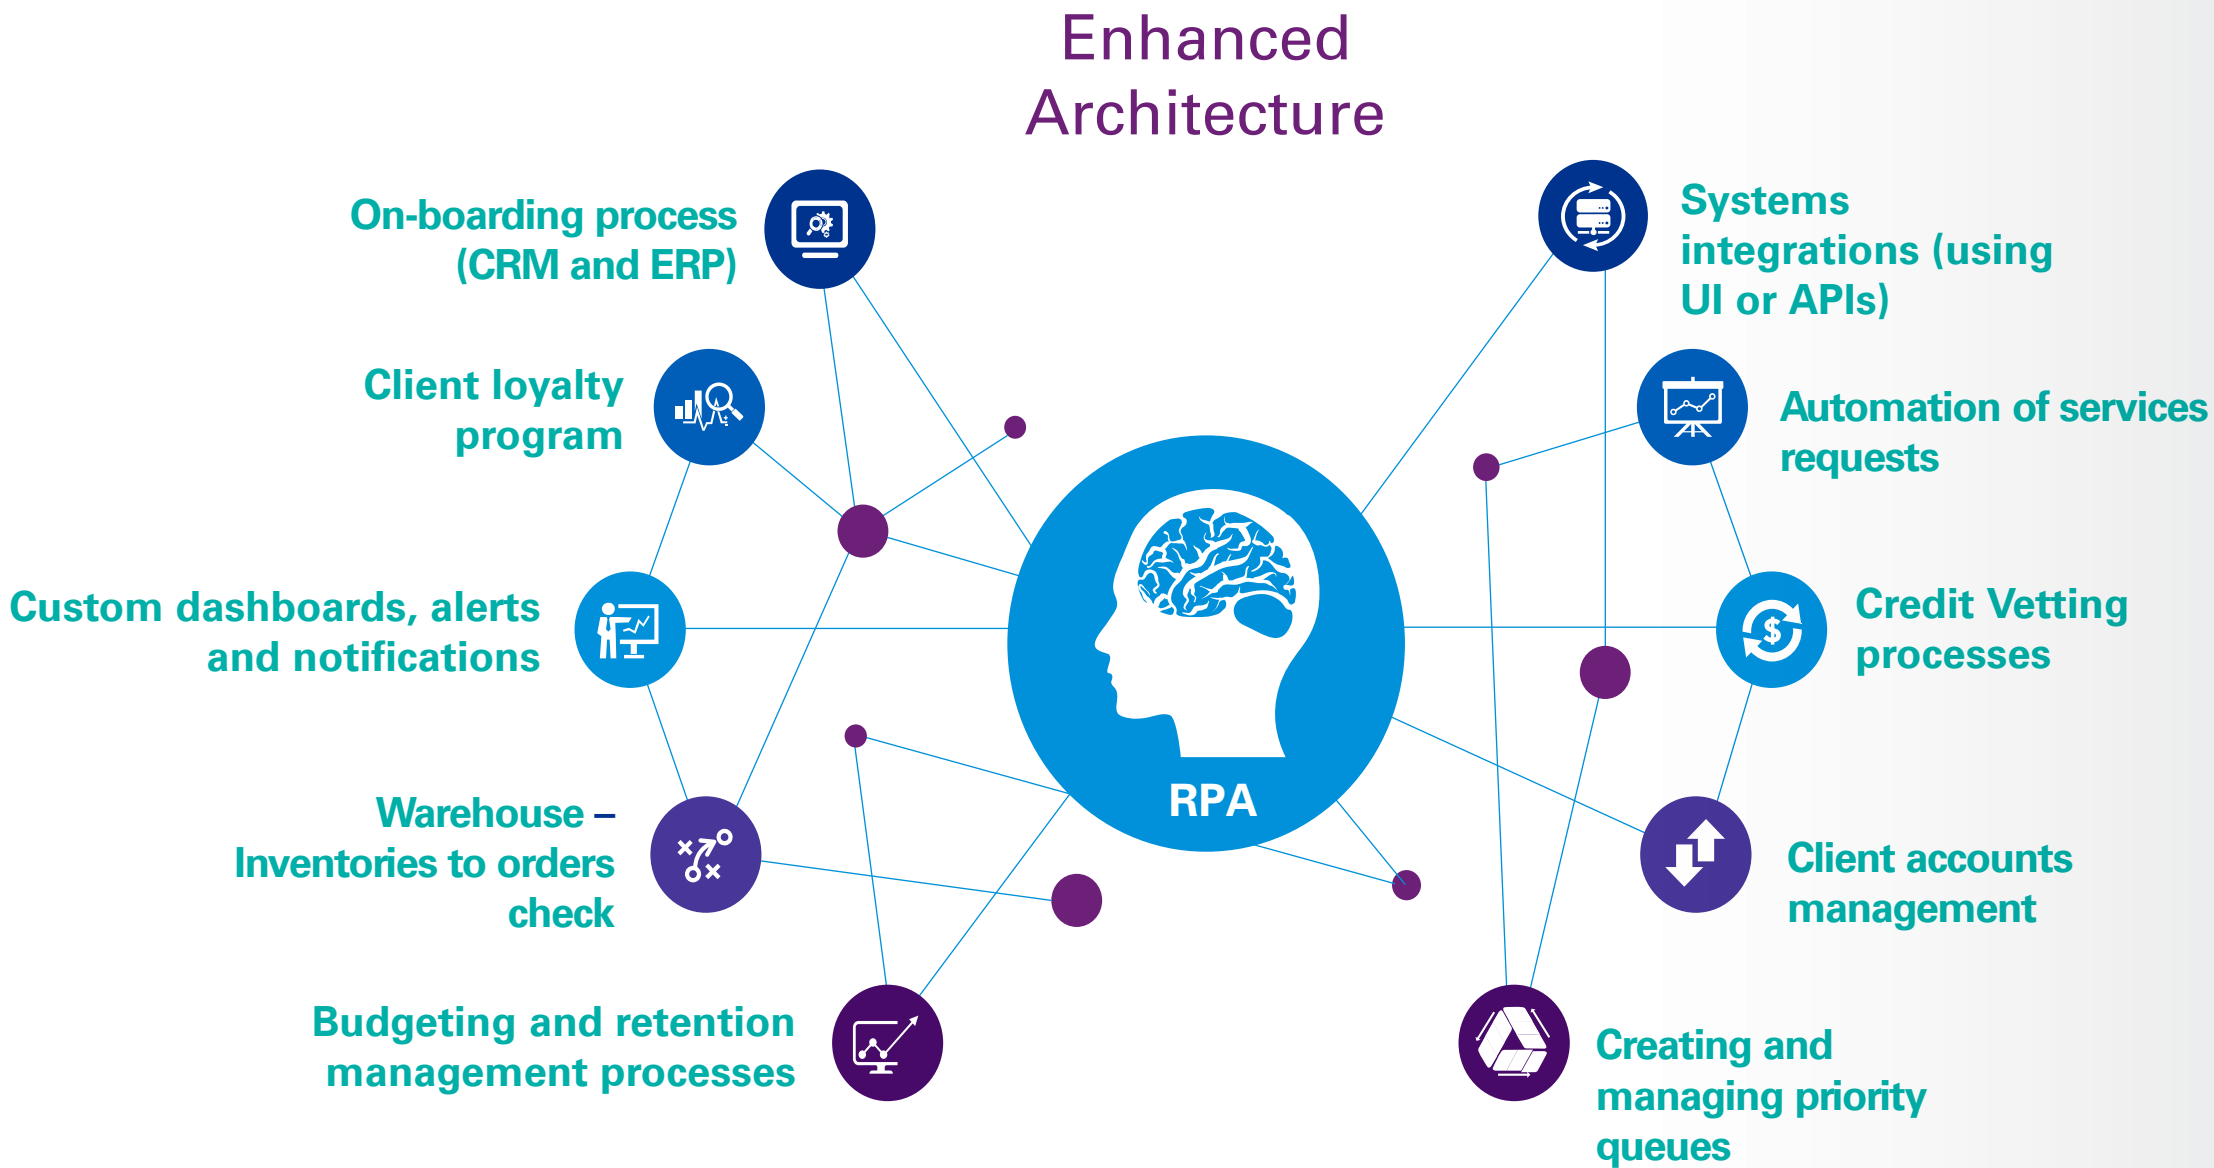 Enhanced
Architecture
On-boarding process
(CRM and ERP)
Client loyalty
program
Custom dashboards, alerts
and notifications
Warehouse –
Inventories to orders
check
Budgeting and retention
management processes
RPA
Systems
integrations (using
UI or APIs)
Automation of services
requests
Credit Vetting
processes
$
Client accounts
management
Creating and
managing priority
queues